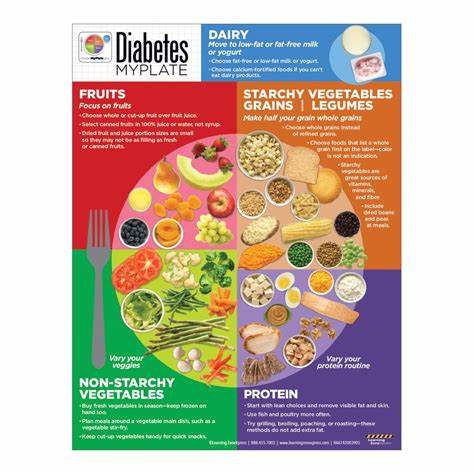 Diabetes
MYPLATE
DAIRY
Move to low-fat or fat-free milk
or yogurt
• Choose fat-free or low-fat milk or yogurt.
• Choose calcium-fortified foods if you can't
eat dairy products.
FRUITS
Focus on fruits
• Choose whole or cut-up fruit over fruit juice.
• Select canned fruits in 100% juice or water, not syrup.
• Dried fruit and juice portion sizes are small
so they may not be as filling as fresh
or canned fruits.
STARCHY VEGETABLES
GRAINS | LEGUMES
Make half your grain whole grains
• Choose whole grains instead
of refined grains.
• Choose foods that list a whole
grain first on the label—color
is not an indication.
• Starchy
vegetables are
great sources of
vitamins,
minerals,
and fiber.
• Include
dried beans
and peas
at meals.
Vary your
veggies
Vary your
protein routine
NON-STARCHY
VEGETABLES
• Buy fresh vegetables in season—keep frozen on
hand too.
• Plan meals around a vegetable main dish, such as
stir-fry.
• Keep cut-up vegetables handy for quick snacks.
PROTEIN
• Start with lean choices and remove visible fat and skin.
• Use fish and poultry more often.
• Try grilling, broiling, poaching, or roasting—these
methods do not add extra fat.